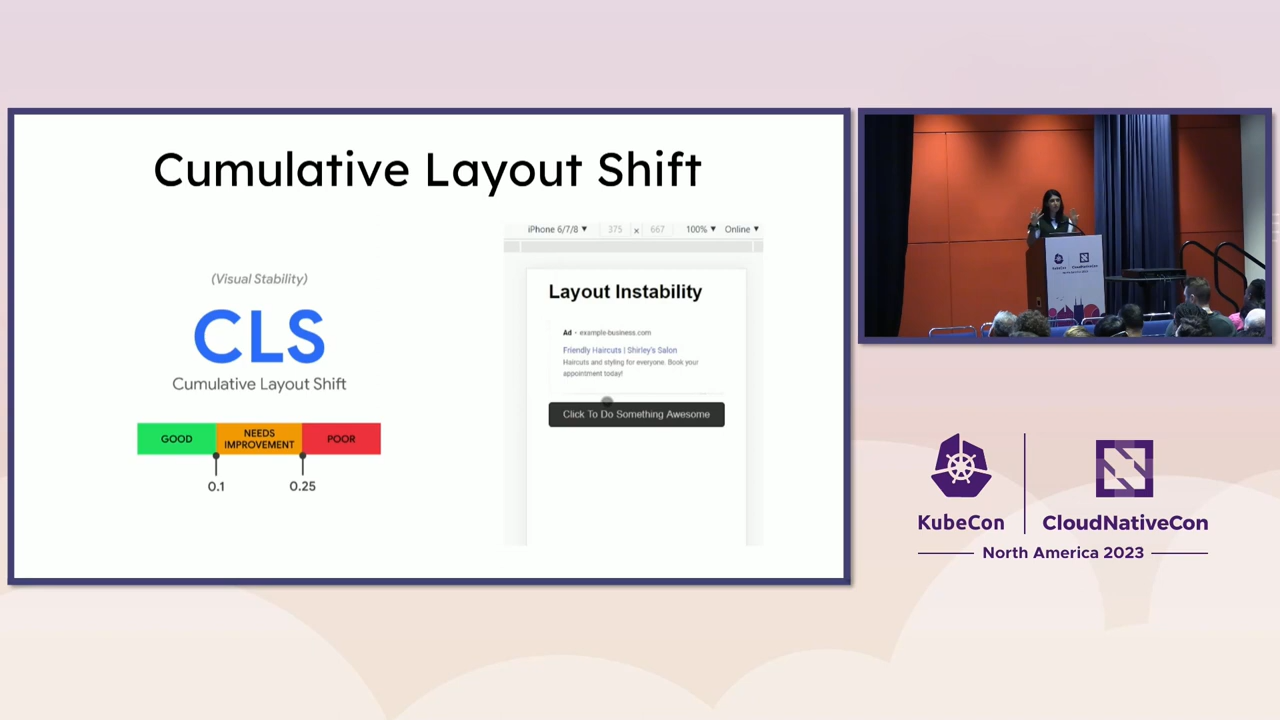 Cumulative Layout Shift
(Visual Stability)
CLS
Cumulative Layout Shift
GOOD
NEEDS
IMPROVEMENT
POOR
0.1
0.25
iPhone 6/7/8 ▼ 375 × 667 100% ▼ Online ▼
Layout Instability
Ad · example-business.com
Friendly Haircuts | Shirley's Salon
Haircuts and styling for everyone. Book your
appointment today!
Click To Do Something Awesome
KubeCon
CloudNativeCon
KubeCon
CloudNativeCon
North America 2023